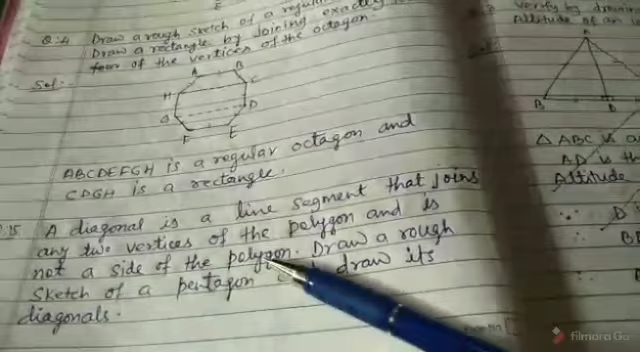 Q.4 Draw a rough sketch of a regular
Draw a rectangle by joining exactly
four of the vertices of the octagon
Sol:
A B
H C
G D
F E
ABCDEFGH is a regular octagon and
CDGH is a rectangle.
.5 A diagonal is a line segment that joins
any two vertices of the polygon and is
not a side of the polygon. Draw a rough
sketch of a pentagon draw its
diagonals.
verify by drawing
Altitude of an
A
B D
∆ ABC is
AD is th
Altitude
∴
filmora Go